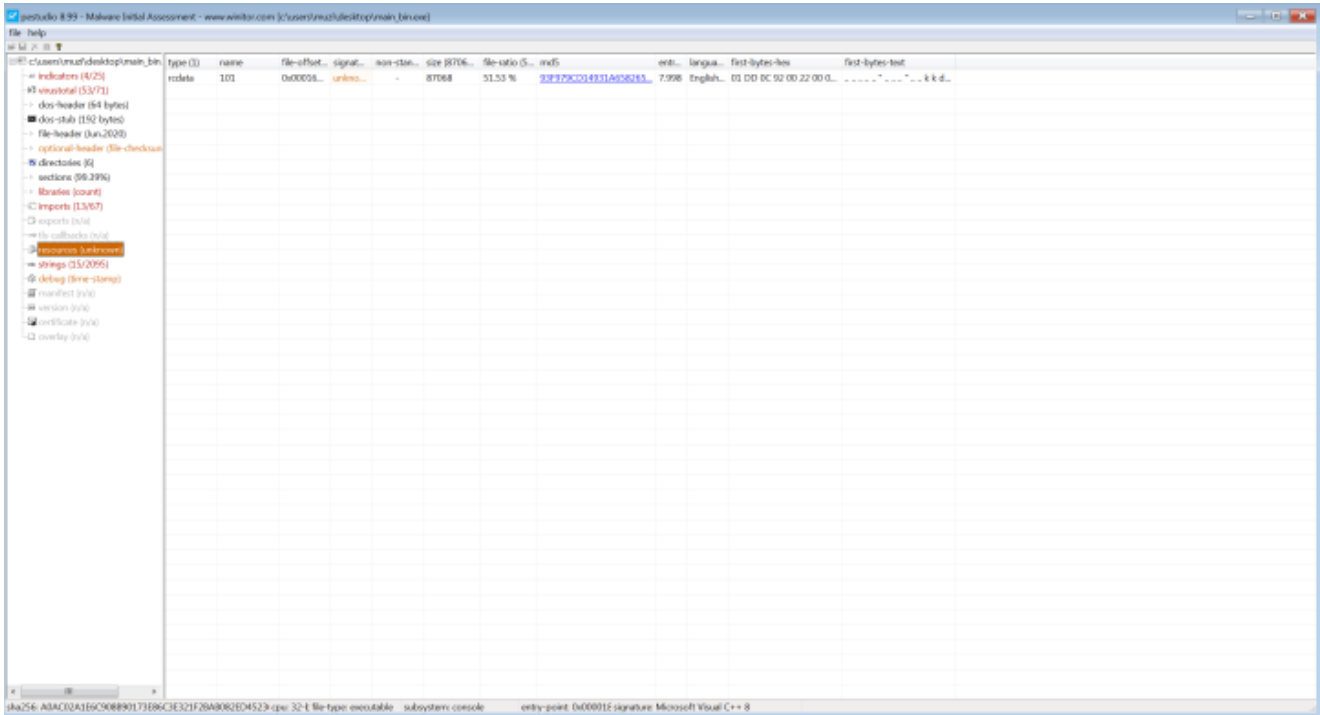 pestudio 8.99 - Malware Initial Assessment - www.winitor.com [c:\users\muzi\desktop\main_bin.exe]
file help
c:\users\muzi\desktop\main_bin
indicators (4/25)
virustotal (53/71)
dos-header (64 bytes)
dos-stub (192 bytes)
file-header (Jun.2020)
optional-header (file-checksum
directories (6)
sections (99.39%)
libraries (count)
imports (13/67)
exports (n/a)
tls-callbacks (n/a)
resources (unknown)
strings (15/2095)
debug (time-stamp)
manifest (n/a)
version (n/a)
certificate (n/a)
overlay (n/a)
type (1) name file-offset... signat... non-stan... size (8706... file-ratio (5... md5 entr... langua... first-bytes-hex first-bytes-text
rcdata 101 0x00016... unkno... - 87068 51.53 % 7.998 English... 01 DD 0C 92 00 22 00 0...
cpu: 32-b file-type: executable subsystem: console entry-point: signature: Microsoft Visual C++ 8